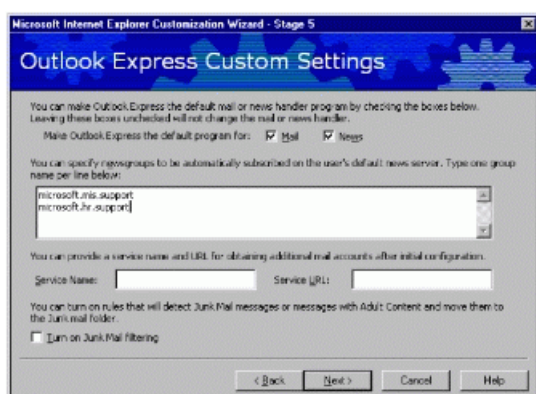 Microsoft Internet Explorer Customization Wizard - Stage 5
Outlook Express Custom Settings
You can make Outlook Express the default mail or news handler program by checking the boxes below.
Leaving these boxes unchecked will not change the mail or news handler.
Make Outlook Express the default program for: Mail News
You can specify newsgroups to be automatically subscribed on the user's default news server. Type one group
name per line below:
microsoft.mis.support
microsoft.hr.support
You can provide a service name and URL for obtaining additional mail accounts after initial configuration.
Service Name: Service URL:
You can turn on rules that will detect Junk Mail messages or messages with Adult Content and move them to
the Junk mail folder.
Turn on Junk Mail filtering
< Back Next > Cancel Help